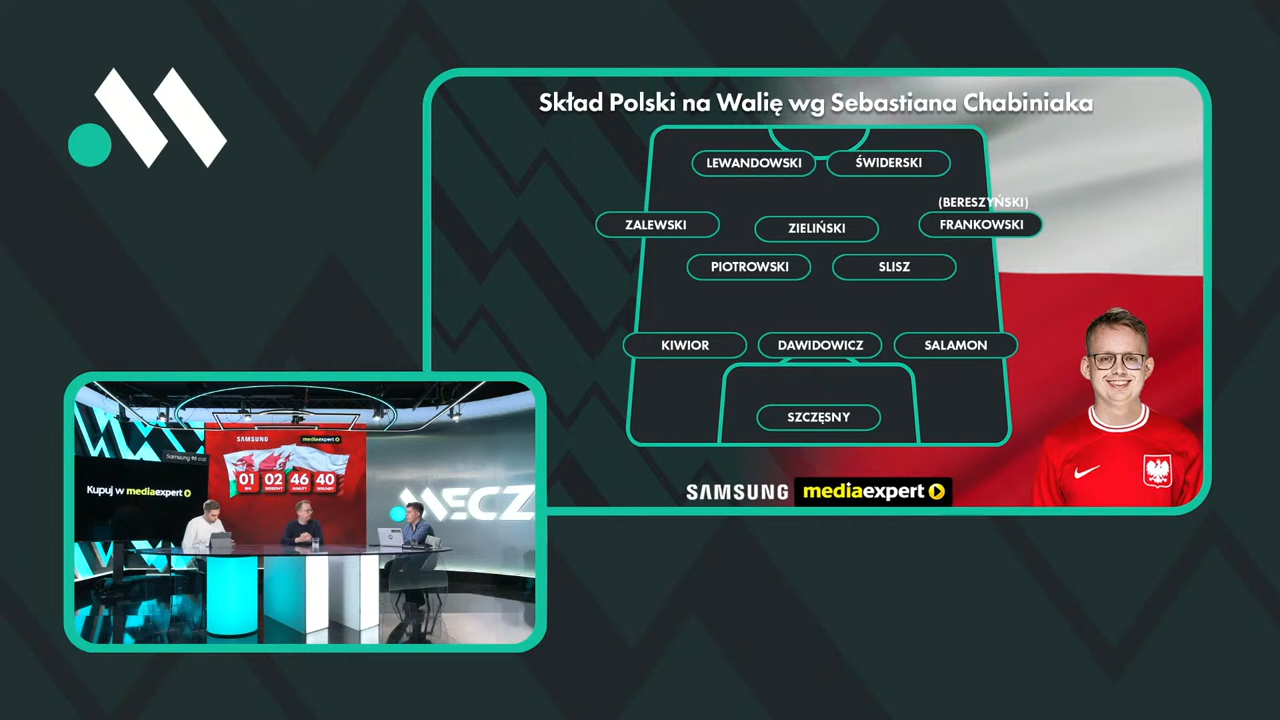 Skład Polski na Walię wg Sebastiana Chabiniaka
LEWANDOWSKI
ŚWIDERSKI
(BERESZYŃSKI)
ZALEWSKI
ZIELIŃSKI
FRANKOWSKI
PIOTROWSKI
SLISZ
KIWIOR
DAWIDOWICZ
SALAMON
SZCZĘSNY
SAMSUNG
mediaexpert
SAMSUNG
mediaexpert
Kupuj w mediaexpert
01 02 46 40
MECZ